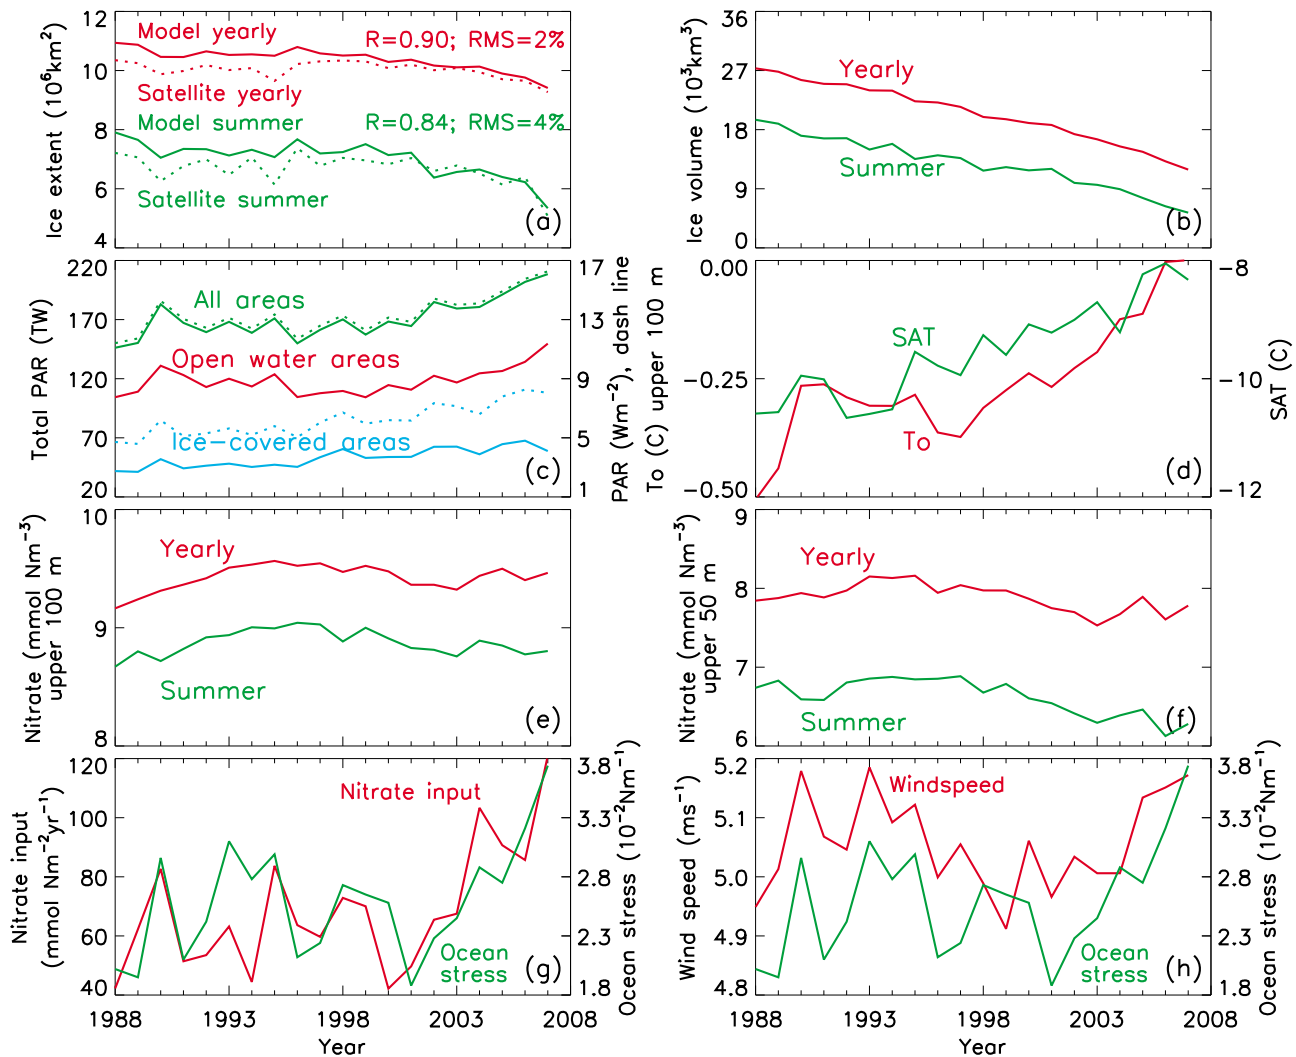 12
10
8
6
4
Ice extent (10⁶km²)
Model yearly
R=0.90; RMS=2%
Satellite yearly
Model summer
R=0.84; RMS=4%
Satellite summer
(a)
36
27
18
9
0
Ice volume (10³km³)
Yearly
Summer
(b)
220
170
120
70
20
Total PAR (TW)
All areas
Open water areas
Ice-covered areas
(c)
17
13
9
5
1
PAR (Wm⁻²), dash line
0.00
−0.25
−0.50
To (C) upper 100 m
SAT
To
(d)
−8
−10
−12
SAT (C)
10
9
8
Nitrate (mmol Nm⁻³)
upper 100 m
Yearly
Summer
(e)
9
8
7
6
Nitrate (mmol Nm⁻³)
upper 50 m
Yearly
Summer
(f)
120
100
80
60
40
Nitrate input
(mmol Nm⁻²yr⁻¹)
Nitrate input
Ocean
stress
(g)
3.8
3.3
2.8
2.3
1.8
Ocean stress (10⁻²Nm⁻¹)
1988
1993
1998
2003
2008
Year
5.2
5.1
5.0
4.9
4.8
Wind speed (ms⁻¹)
Windspeed
Ocean
stress
(h)
3.8
3.3
2.8
2.3
1.8
Ocean stress (10⁻²Nm⁻¹)
1988
1993
1998
2003
2008
Year